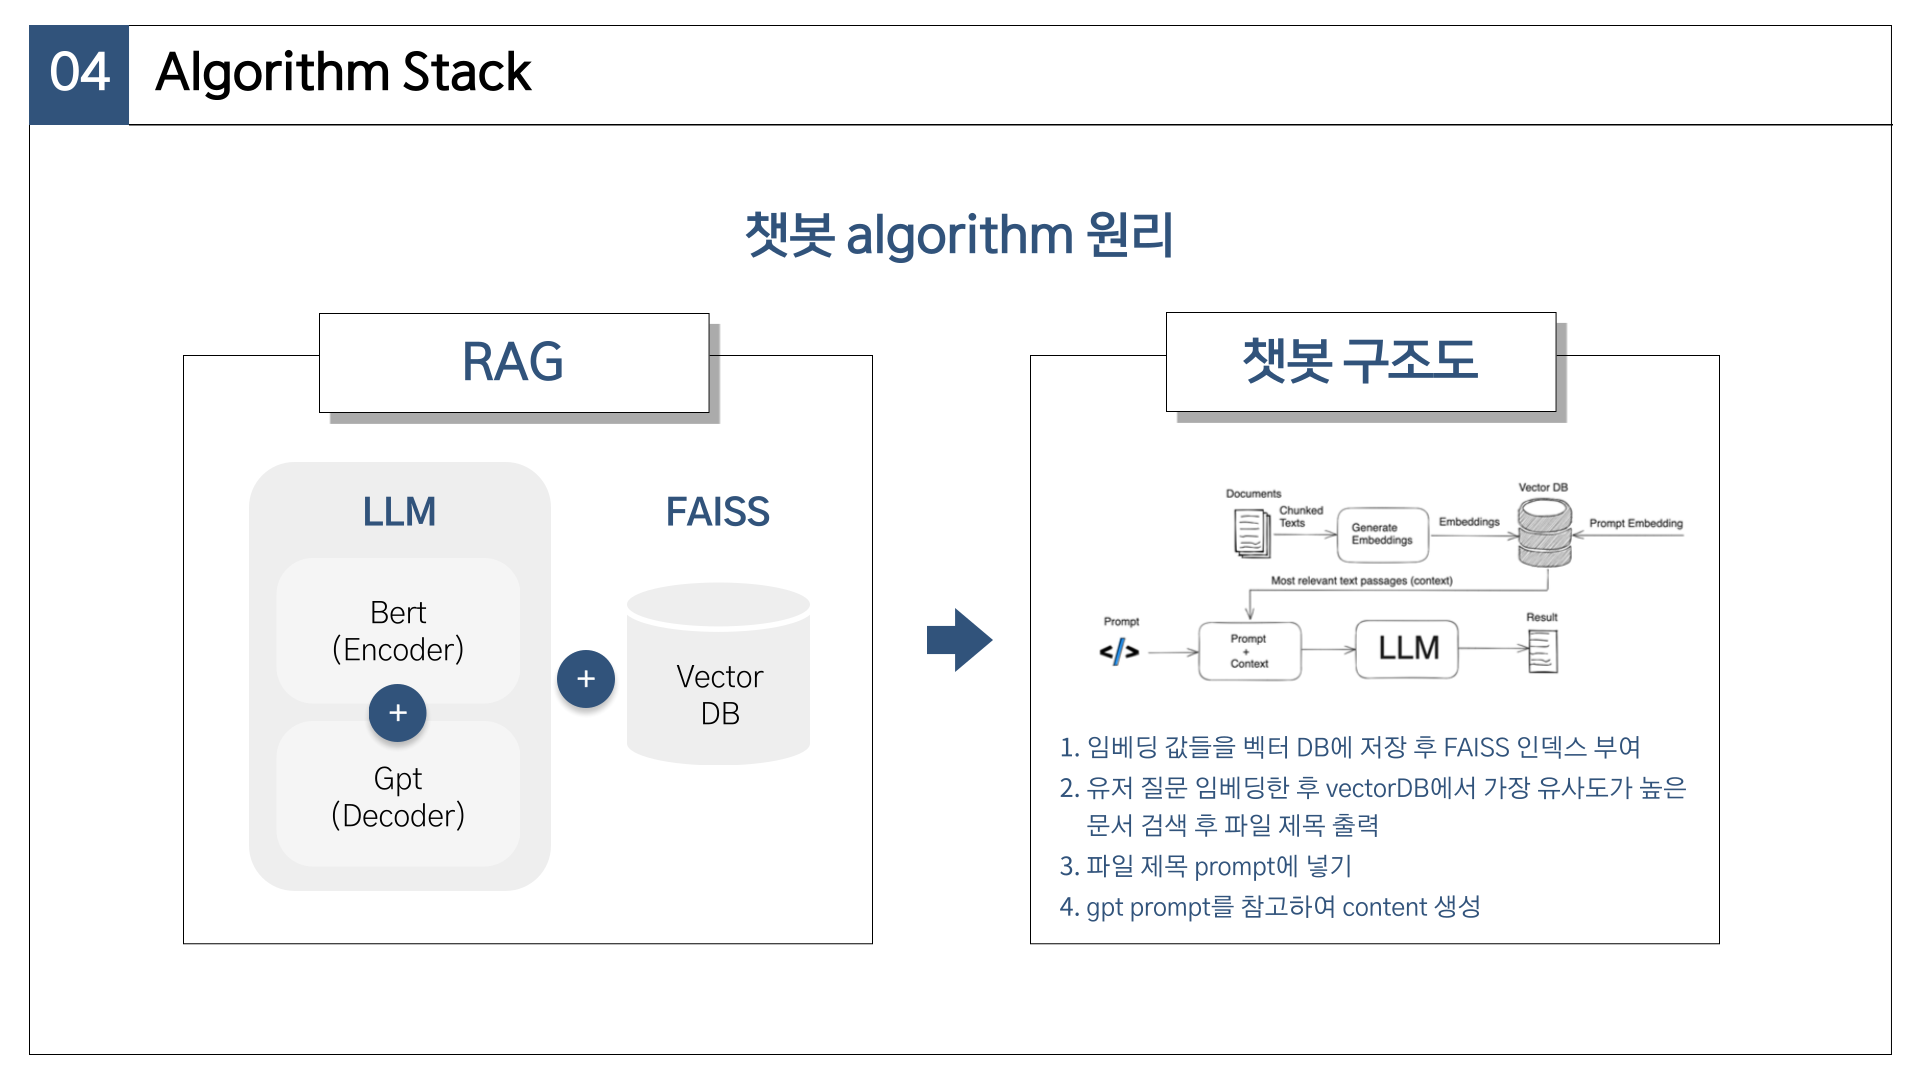 04
Algorithm Stack
챗봇 algorithm 원리
RAG
LLM
Bert
(Encoder)
+
Gpt
(Decoder)
+
FAISS
Vector
DB
챗봇 구조도
Documents
Chunked
Texts
Generate
Embeddings
Embeddings
Vector DB
Prompt Embedding
Most relevant text passages (context)
Prompt
</>
Prompt
+
Context
LLM
Result
1. 임베딩 값들을 벡터 DB에 저장 후 FAISS 인덱스 부여
2. 유저 질문 임베딩한 후 vectorDB에서 가장 유사도가 높은
문서 검색 후 파일 제목 출력
3. 파일 제목 prompt에 넣기
4. gpt prompt를 참고하여 content 생성